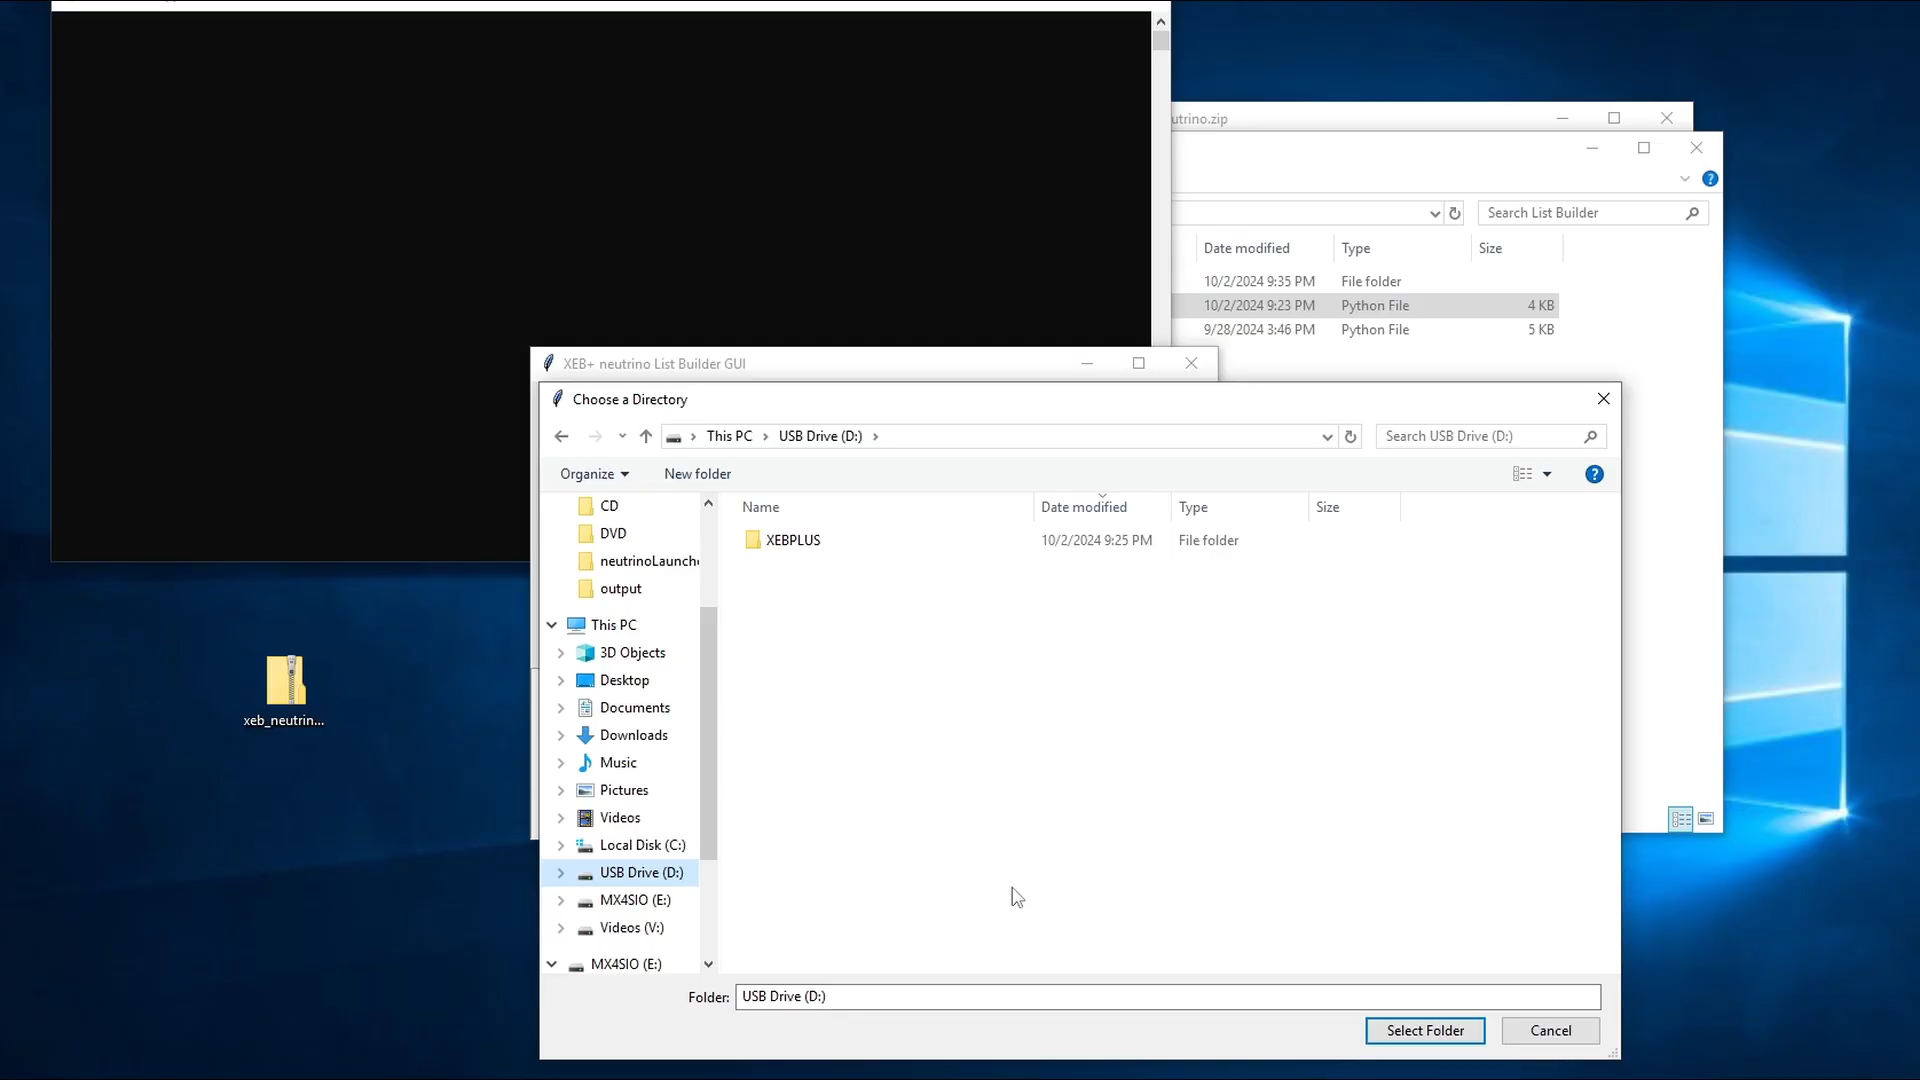 utrino.zip
Search List Builder
Date modified Type Size
10/2/2024 9:35 PM File folder
10/2/2024 9:23 PM Python File 4 KB
9/28/2024 3:46 PM Python File 5 KB
XEB+ neutrino List Builder GUI
Choose a Directory
This PC USB Drive (D:)
Search USB Drive (D:)
Organize New folder
Name Date modified Type Size
XEBPLUS 10/2/2024 9:25 PM File folder
CD
DVD
neutrinoLaunch
output
This PC
3D Objects
Desktop
Documents
Downloads
Music
Pictures
Videos
Local Disk (C:)
USB Drive (D:)
MX4SIO (E:)
Videos (V:)
MX4SIO (E:)
Folder: USB Drive (D:)
Select Folder Cancel
xeb_neutrin...